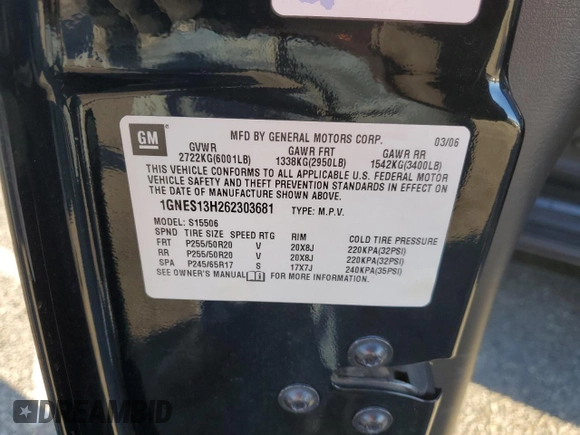 GM
MFD BY GENERAL MOTORS CORP. 03/06
GVWR GAWR FRT GAWR RR
2722KG(6001LB) 1338KG(2950LB) 1542KG(3400LB)
THIS VEHICLE CONFORMS TO ALL APPLICABLE U.S. FEDERAL MOTOR
VEHICLE SAFETY AND THEFT PREVENTION STANDARDS IN EFFECT ON
THE DATE OF MANUFACTURE SHOWN ABOVE.
1GNES13H262303681 TYPE: M.P.V.
MODEL: S15506
SPND TIRE SIZE SPEED RTG RIM COLD TIRE PRESSURE
FRT P255/50R20 V 20X8J 220KPA(32PSI)
RR P255/50R20 V 20X8J 220KPA(32PSI)
SPA P245/65R17 S 17X7J 240KPA(35PSI)
SEE OWNER'S MANUAL FOR MORE INFORMATION.
DREAMBID